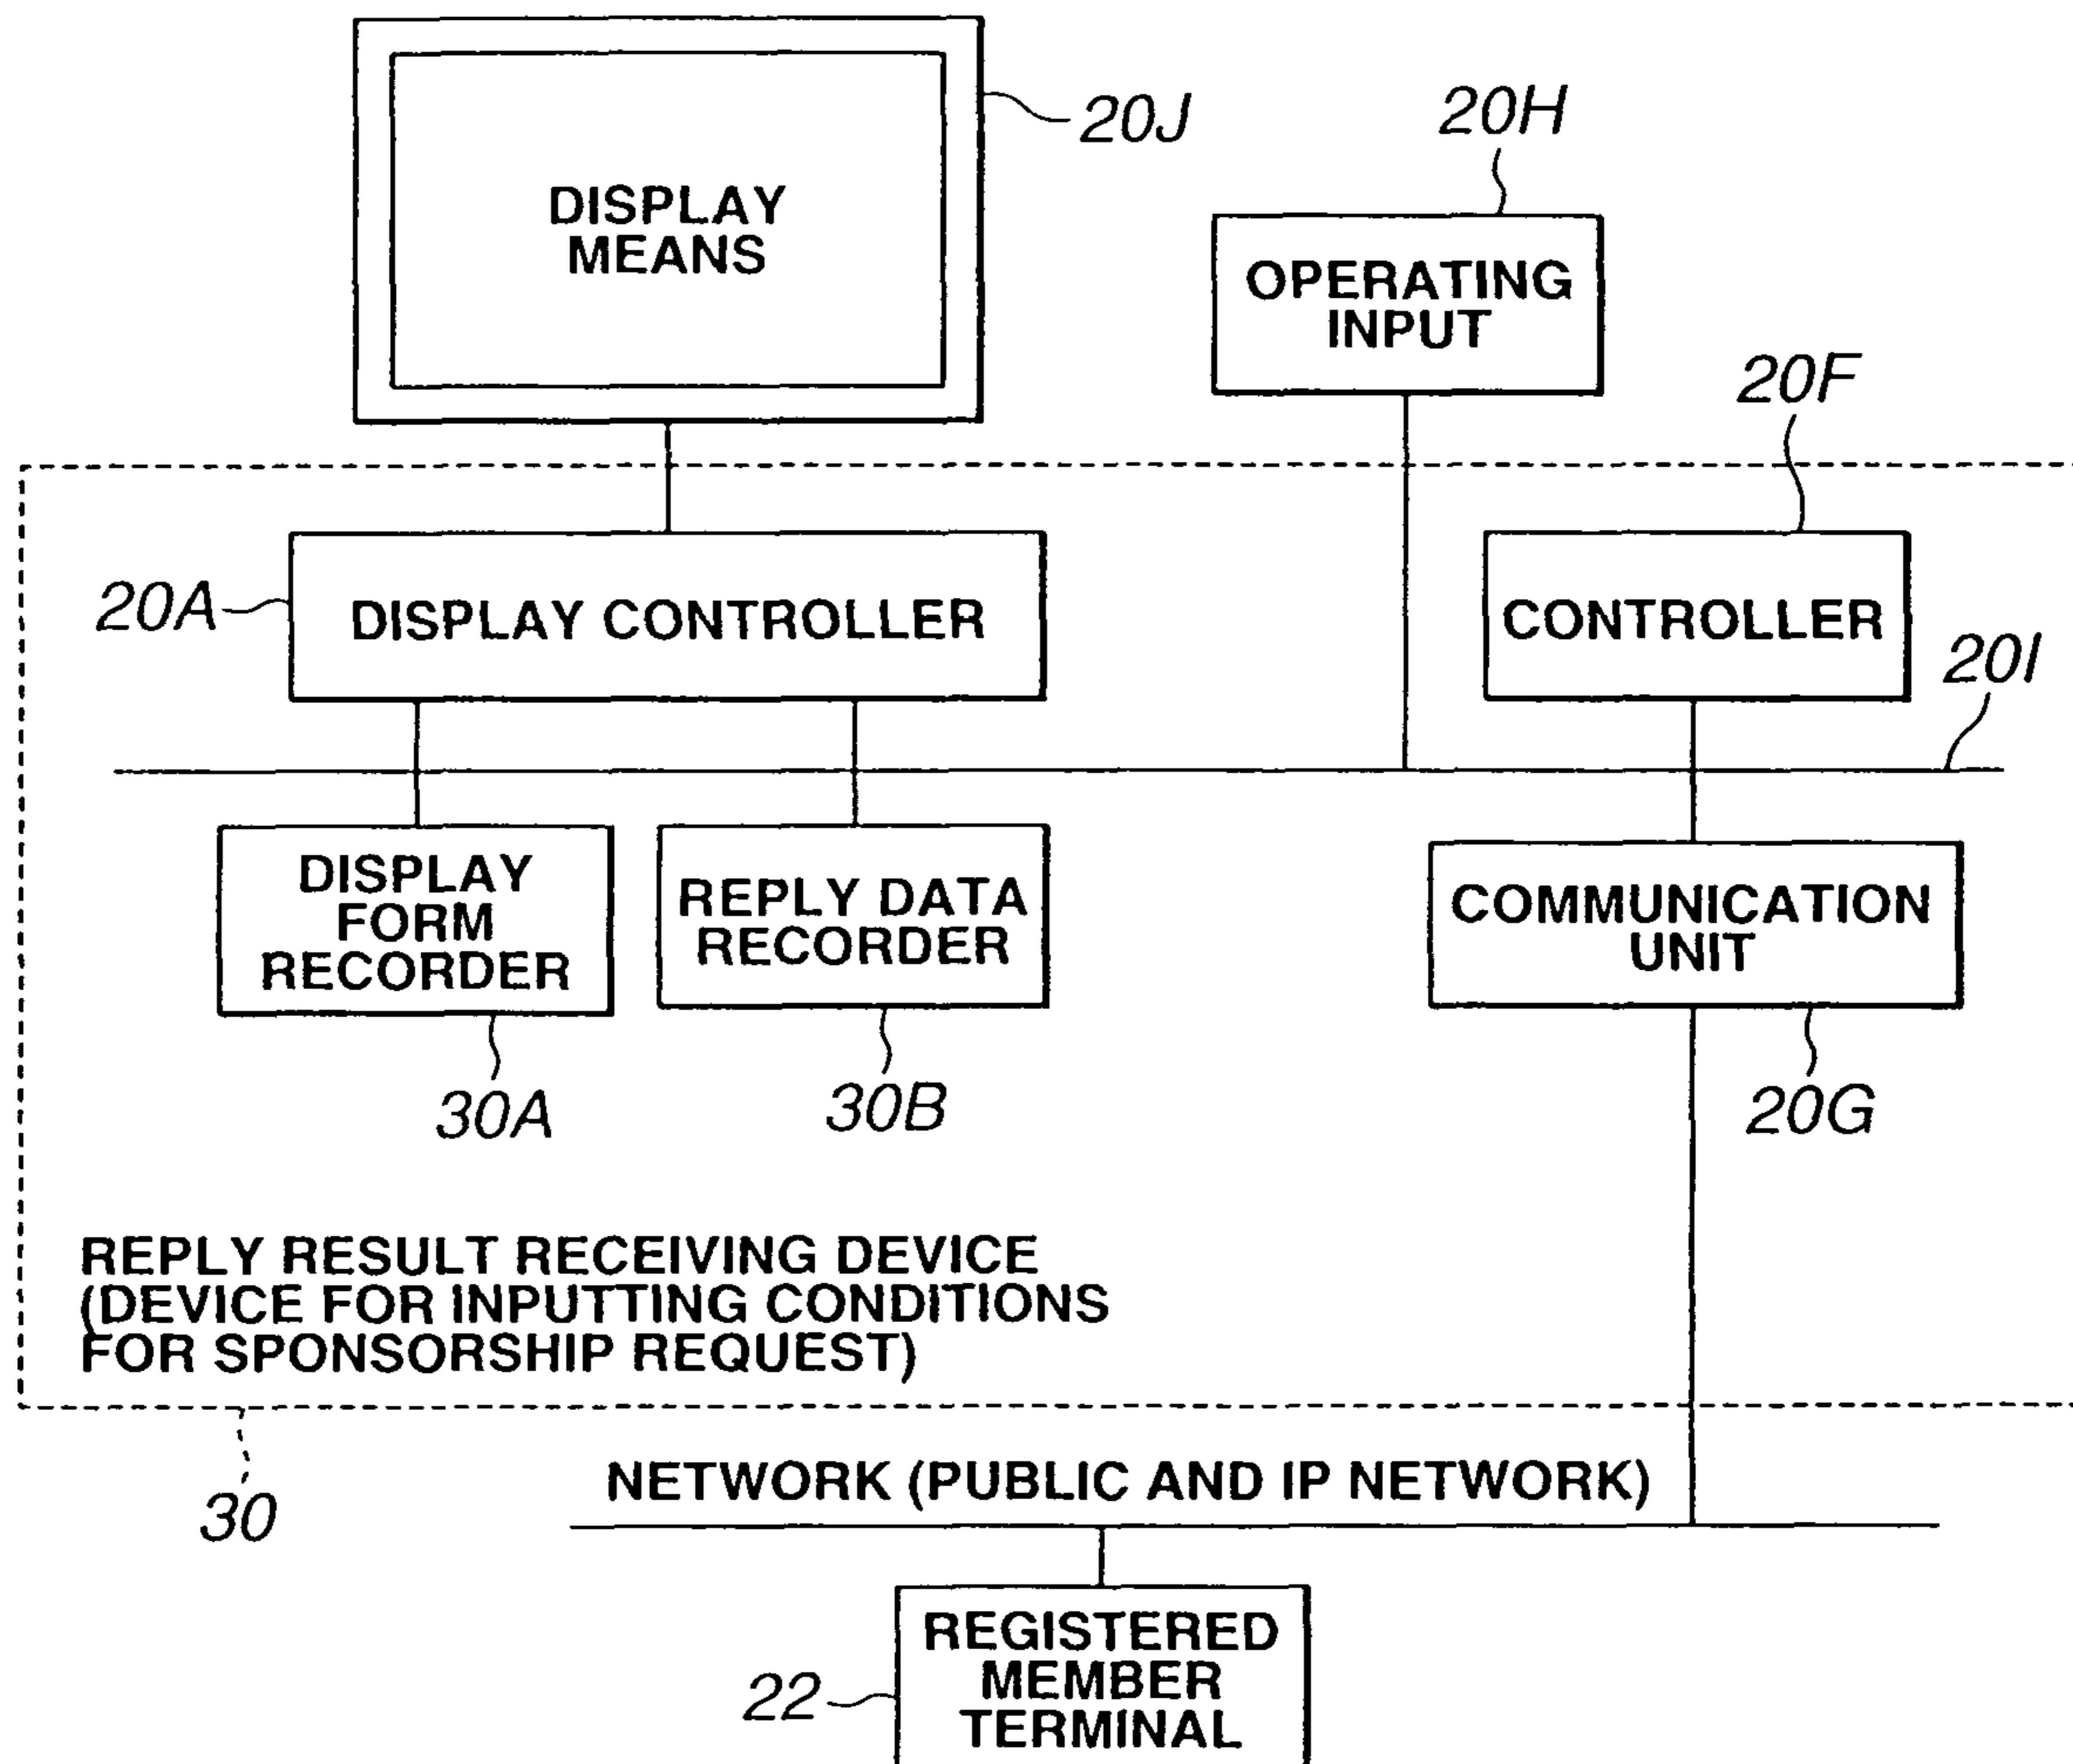 20J
20H
DISPLAY
MEANS
OPERATING
INPUT
20F
20A
DISPLAY CONTROLLER
CONTROLLER
20I
DISPLAY
FORM
RECORDER
REPLY DATA
RECORDER
COMMUNICATION
UNIT
30A
30B
20G
REPLY RESULT RECEIVING DEVICE
(DEVICE FOR INPUTTING CONDITIONS
FOR SPONSORSHIP REQUEST)
30
NETWORK (PUBLIC AND IP NETWORK)
22
REGISTERED
MEMBER
TERMINAL